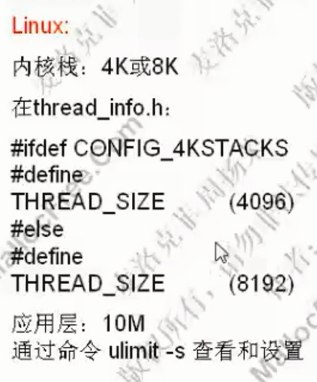 Linux:
内核栈：4K或8K
在thread_info.h：
#ifdef CONFIG_4KSTACKS
#define
THREAD_SIZE (4096)
#else
#define
THREAD_SIZE (8192)
应用层：10M
通过命令 ulimit -s 查看和设置